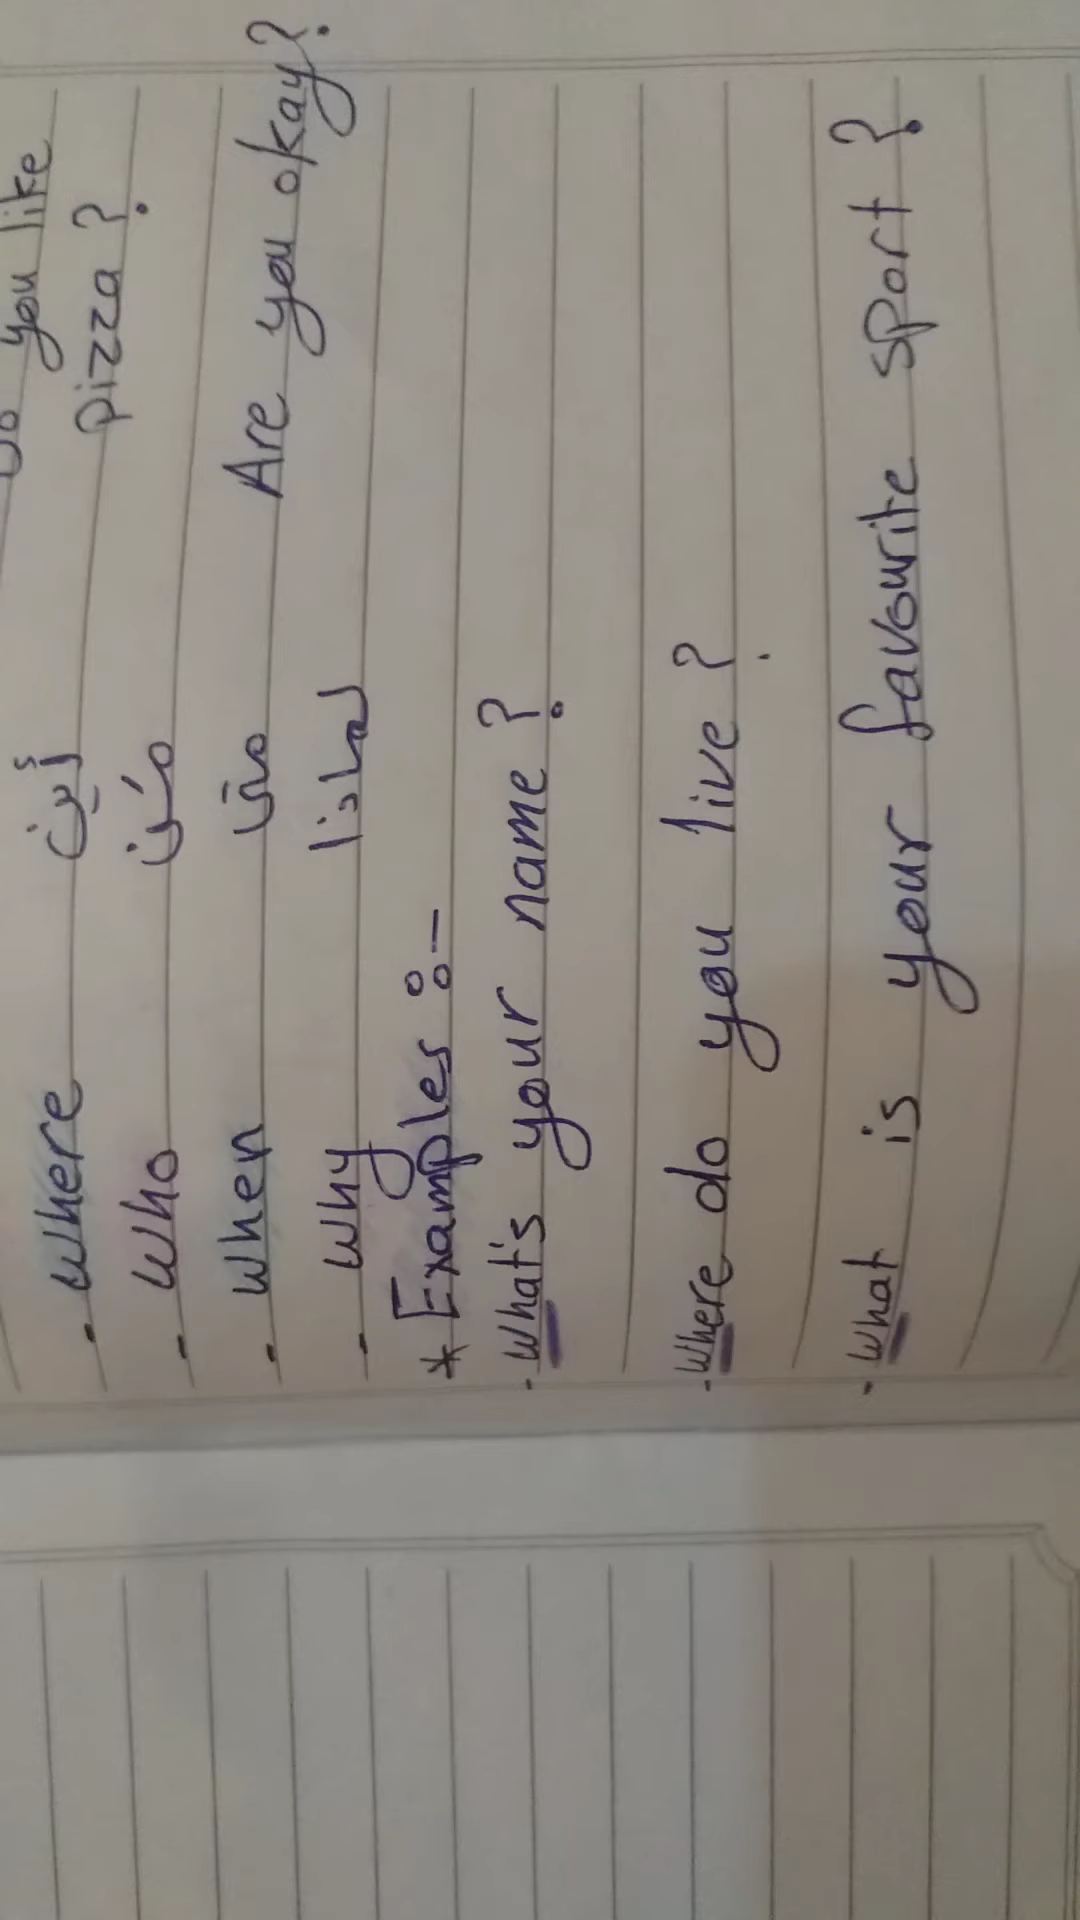 you like
pizza?
- Where أين
- Who مَن
- When متى Are you okay?
- Why لماذا
* Examples :-
- What's your name?
- Where do you live?
- What is your favourite sport?